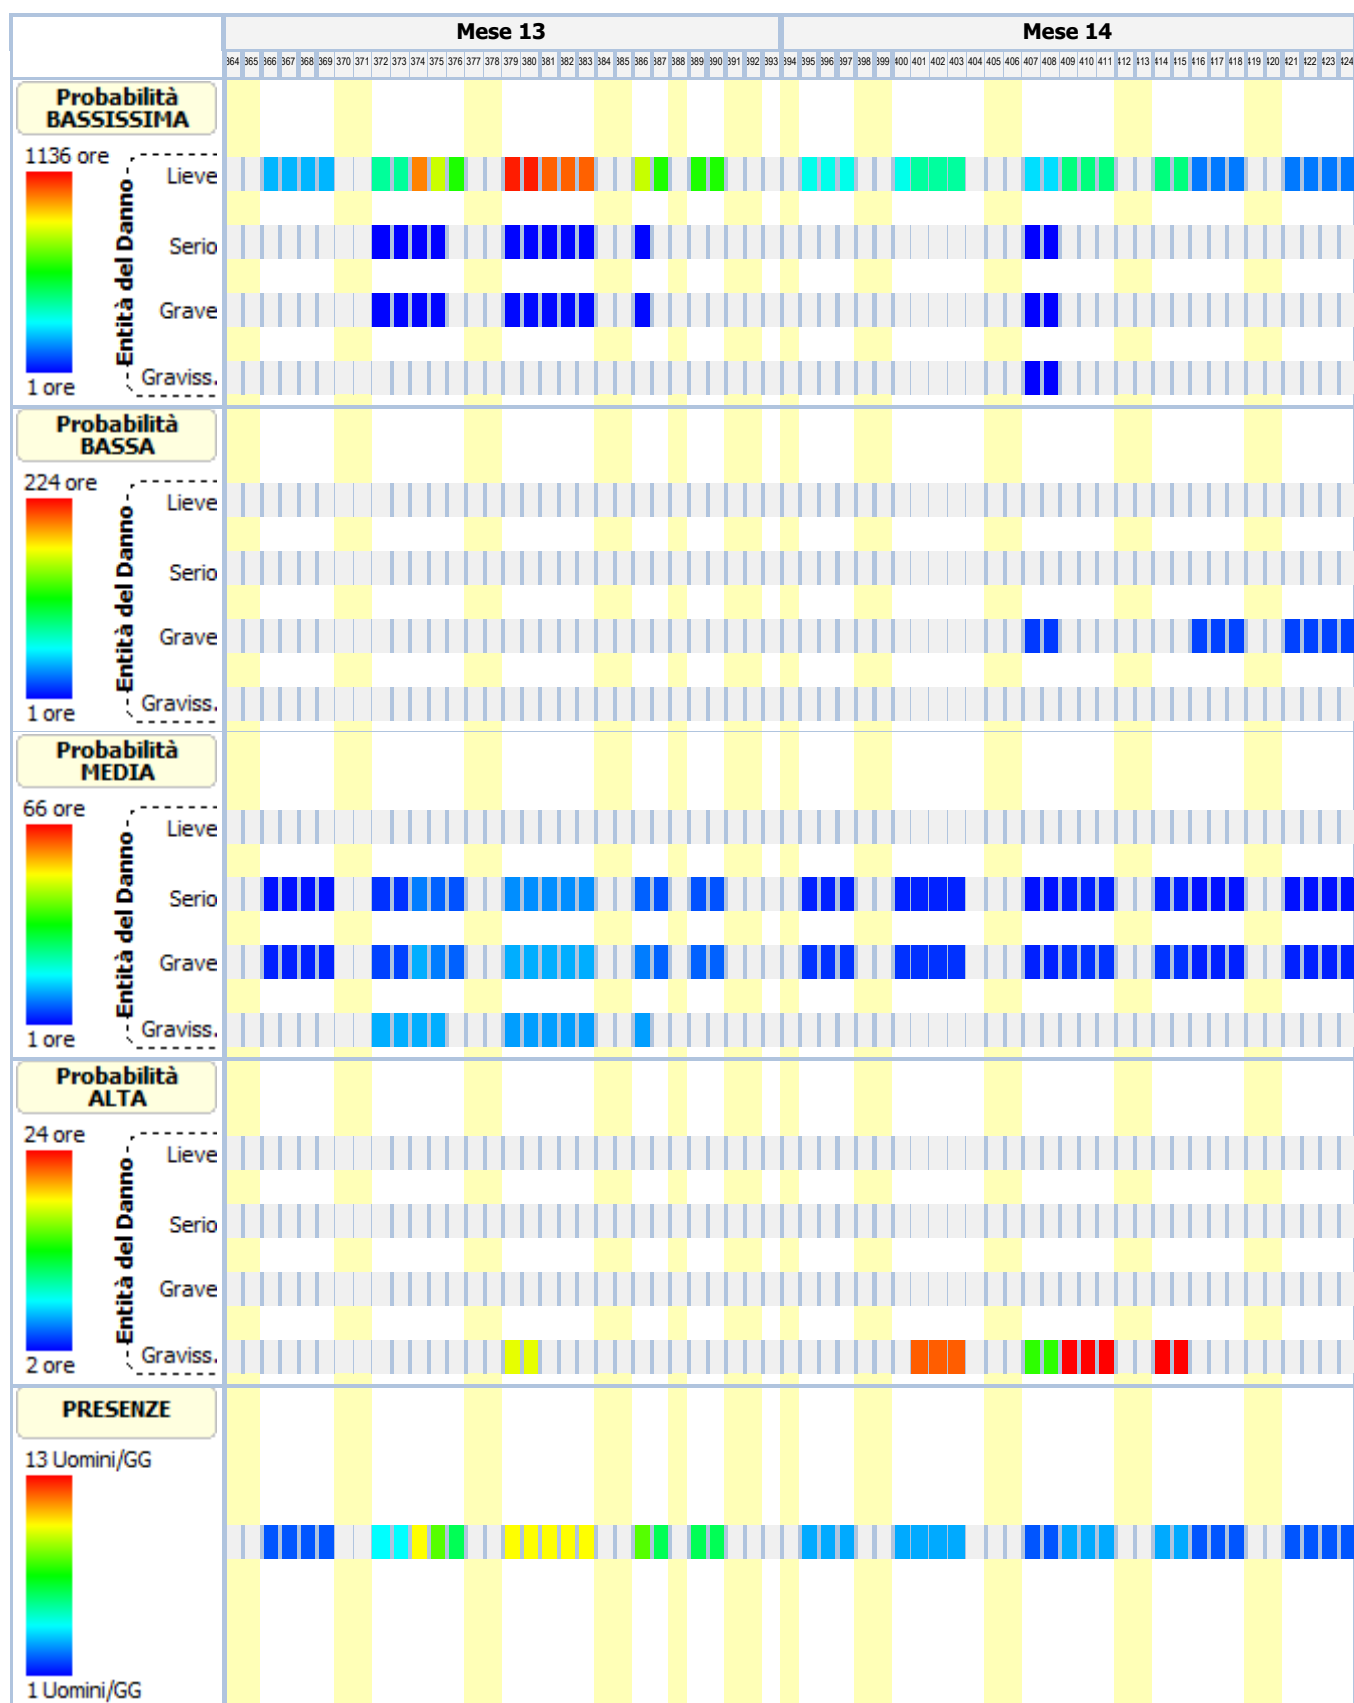 Mese 13 Mese 14
364 365 366 367 368 369 370 371 372 373 374 375 376 377 378 379 380 381 382 383 384 385 386 387 388 389 390 391 392 393 394 395 396 397 398 399 400 401 402 403 404 405 406 407 408 409 410 411 412 413 414 415 416 417 418 419 420 421 422 423 424
Probabilità
BASSISSIMA
1136 ore
Entità del Danno
Lieve
Serio
Grave
Graviss.
1 ore
Probabilità
BASSA
224 ore
Entità del Danno
Lieve
Serio
Grave
Graviss.
1 ore
Probabilità
MEDIA
66 ore
Entità del Danno
Lieve
Serio
Grave
Graviss.
1 ore
Probabilità
ALTA
24 ore
Entità del Danno
Lieve
Serio
Grave
Graviss.
2 ore
PRESENZE
13 Uomini/GG
1 Uomini/GG